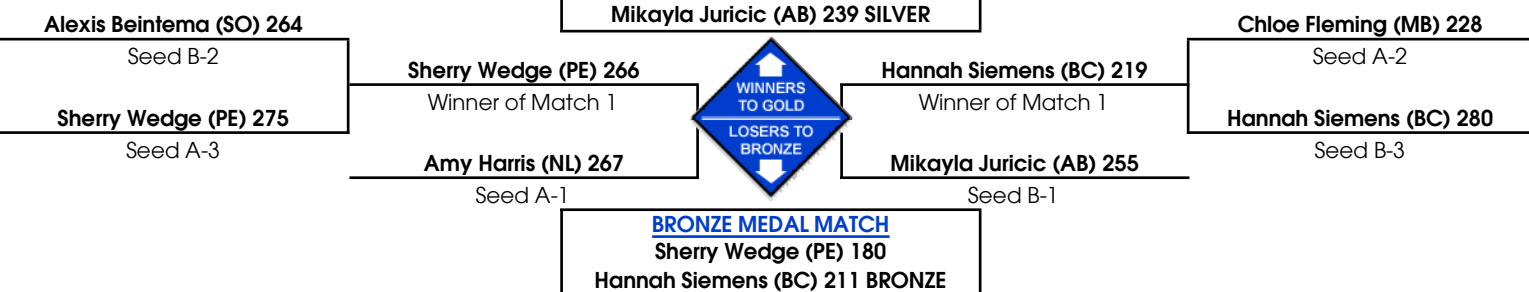 Mikayla Juricic (AB) 239 SILVER
Alexis Beintema (SO) 264
Seed B-2
Sherry Wedge (PE) 275
Seed A-3
Sherry Wedge (PE) 266
Winner of Match 1
Amy Harris (NL) 267
Seed A-1
WINNERS
TO GOLD
LOSERS TO
BRONZE
Hannah Siemens (BC) 219
Winner of Match 1
Mikayla Juricic (AB) 255
Seed B-1
Chloe Fleming (MB) 228
Seed A-2
Hannah Siemens (BC) 280
Seed B-3
BRONZE MEDAL MATCH
Sherry Wedge (PE) 180
Hannah Siemens (BC) 211 BRONZE